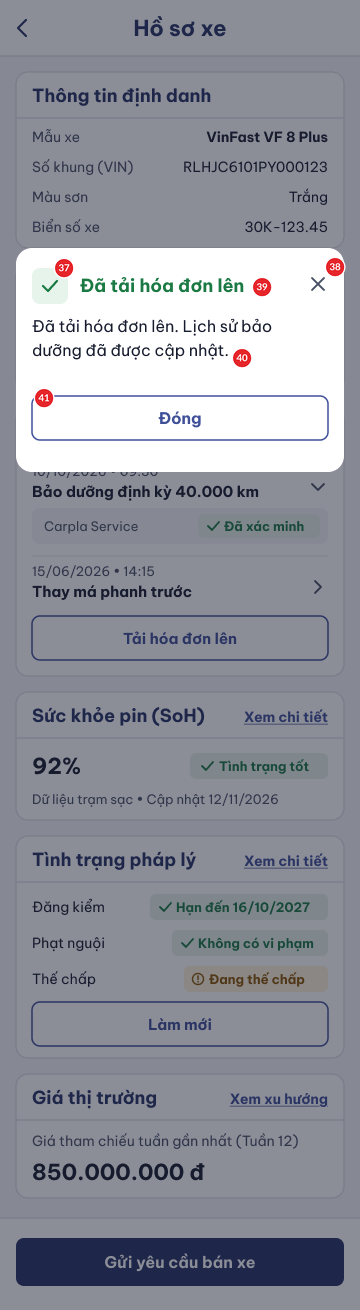 Hồ sơ xe
Thông tin định danh
Mẫu xe VinFast VF 8 Plus
Số khung (VIN) RLHJC6101PY000123
Màu sơn Trắng
Biển số xe 30K-123.45
37 38
Đã tải hóa đơn lên 39
Đã tải hóa đơn lên. Lịch sử bảo
dưỡng đã được cập nhật. 40
41
Đóng
Bảo dưỡng định kỳ 40.000 km
Carpla Service Đã xác minh
15/06/2026 • 14:15
Thay má phanh trước
Tải hóa đơn lên
Sức khỏe pin (SoH) Xem chi tiết
92% Tình trạng tốt
Dữ liệu trạm sạc • Cập nhật 12/11/2026
Tình trạng pháp lý Xem chi tiết
Đăng kiểm Hạn đến 16/10/2027
Phạt nguội Không có vi phạm
Thế chấp Đang thế chấp
Làm mới
Giá thị trường Xem xu hướng
Giá tham chiếu tuần gần nhất (Tuần 12)
850.000.000 đ
Gửi yêu cầu bán xe